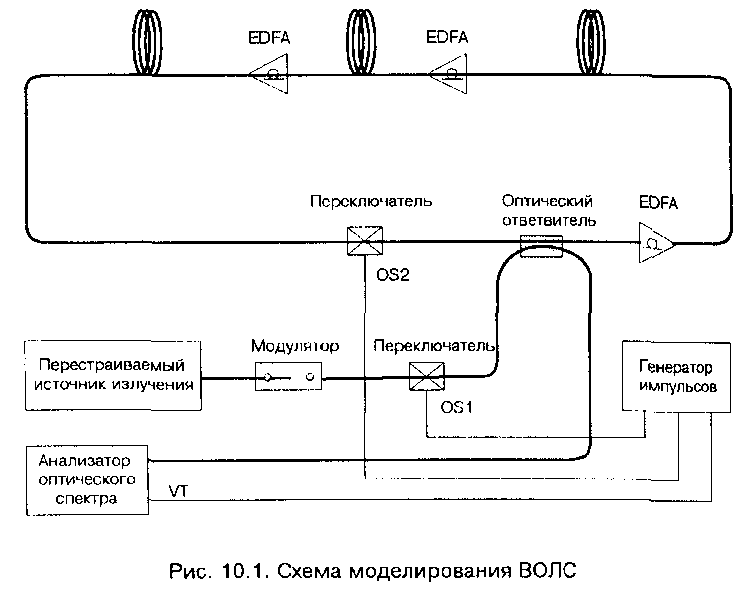 EDFA
EDFA
Переключатель
Оптический
ответвитель
EDFA
OS2
Перестраиваемый
источник излучения
Модулятор
Переключатель
OS1
Генератор
импульсов
Анализатор
оптического
спектра
VT
Рис. 10.1. Схема моделирования ВОЛС